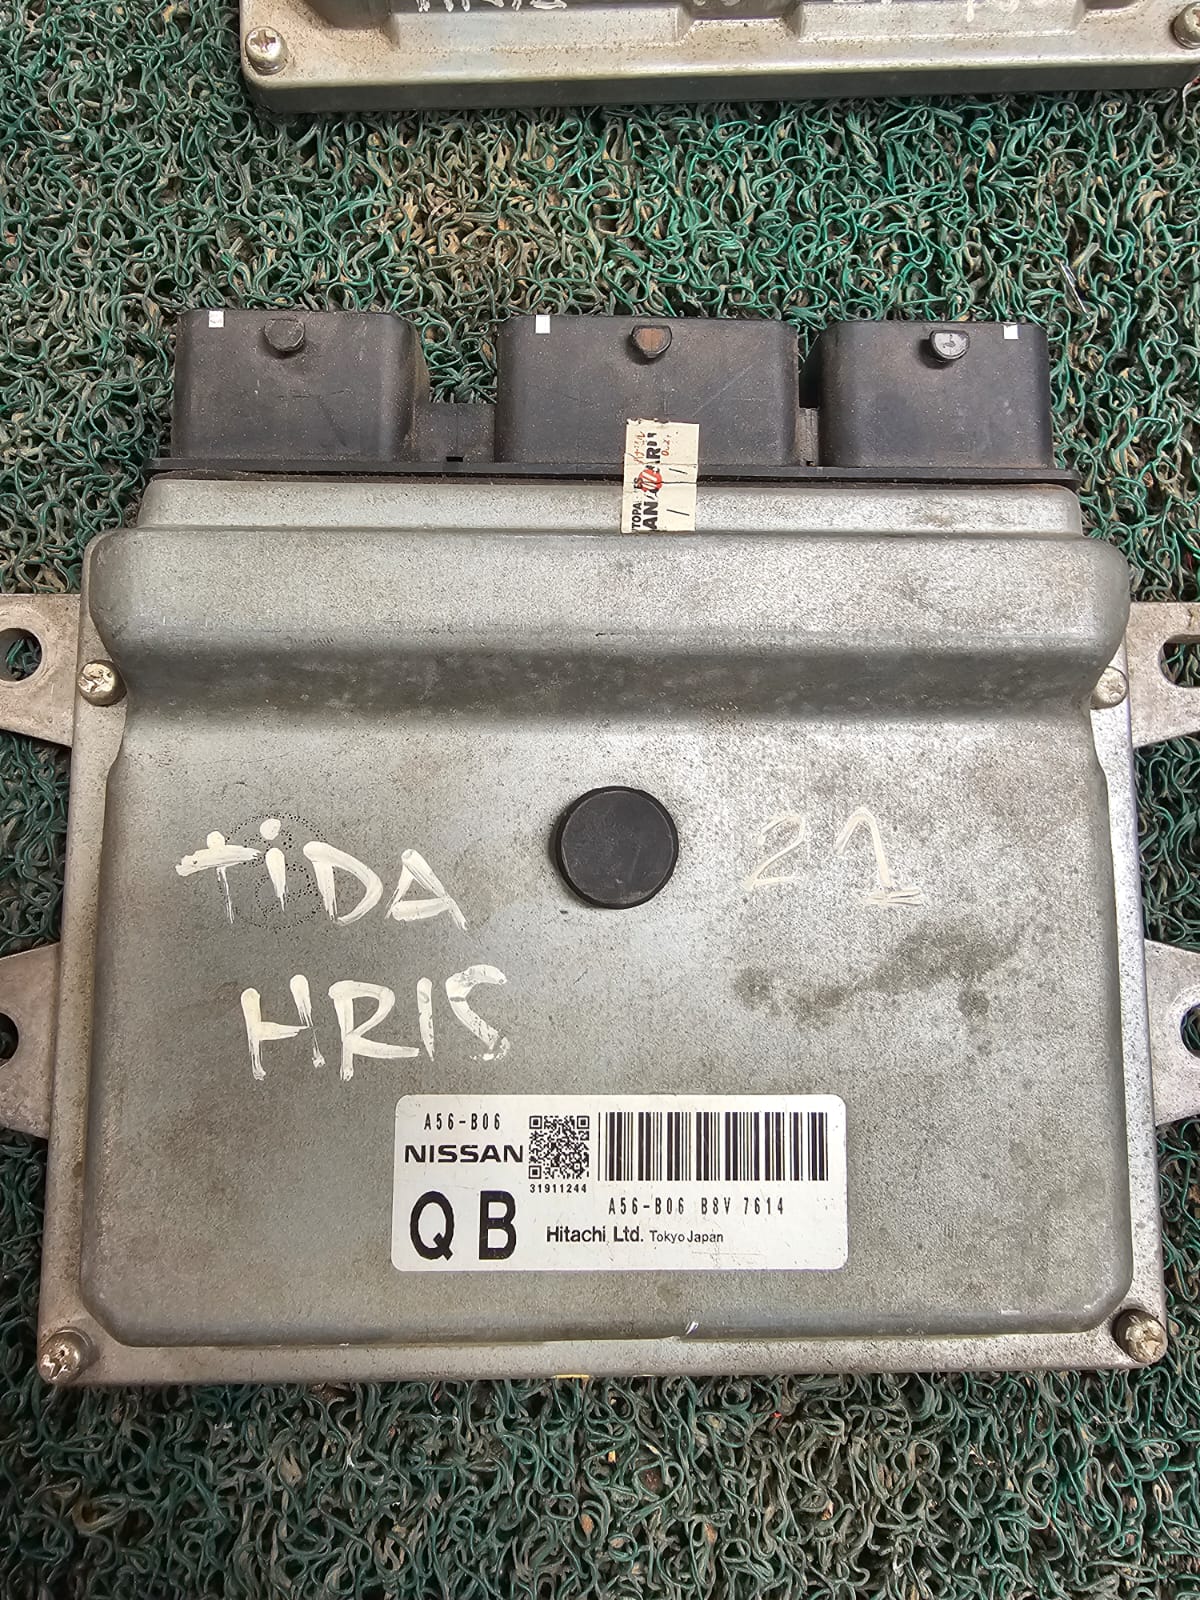 TiDA
HR15
21
A56-B06
NISSAN
31911244
A56-B06 B8V 7614
QB
Hitachi, Ltd. Tokyo Japan